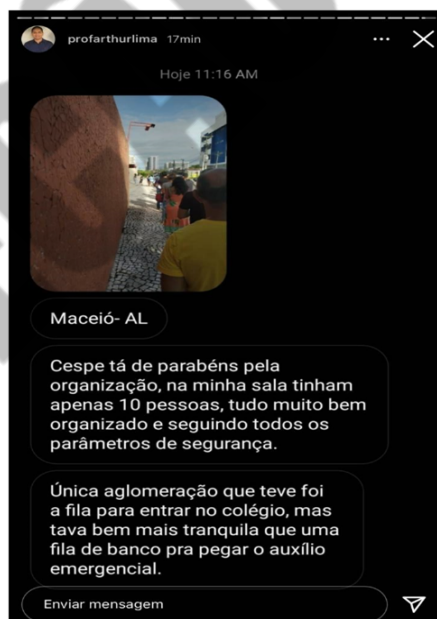 profarthurlima 17min
Hoje 11:16 AM
Maceió- AL
Cespe tá de parabéns pela
organização, na minha sala tinham
apenas 10 pessoas, tudo muito bem
organizado e seguindo todos os
parâmetros de segurança.
Única aglomeração que teve foi
a fila para entrar no colégio, mas
tava bem mais tranquila que uma
fila de banco pra pegar o auxílio
emergencial.
Enviar mensagem